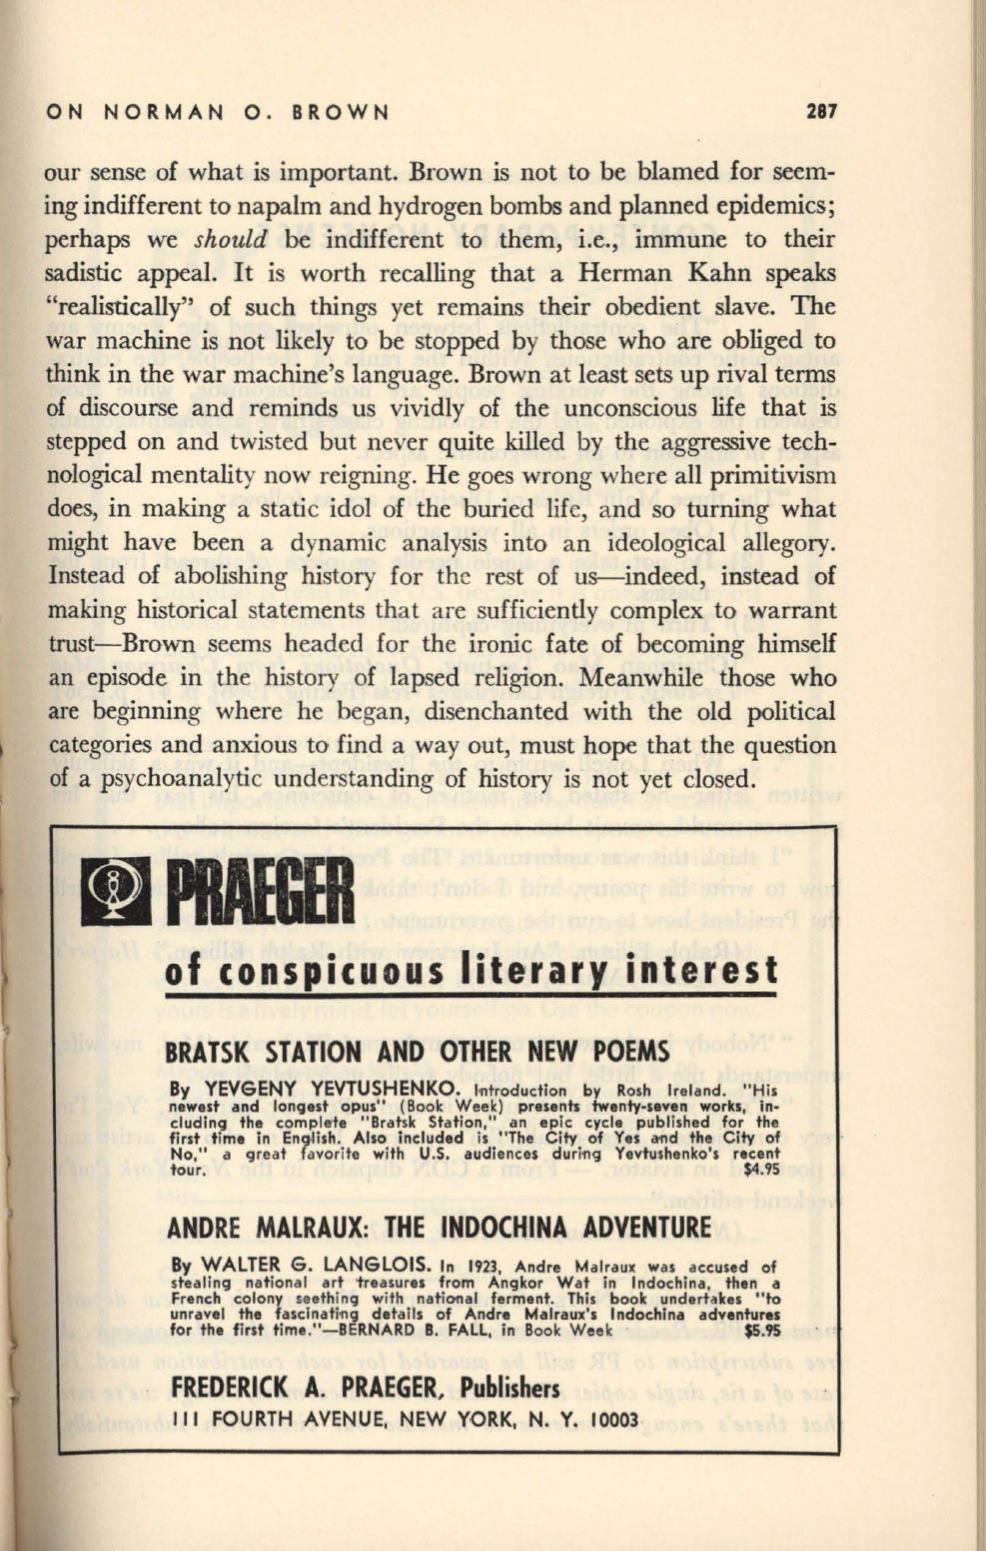 ON NORMAN O. BROWN 287
our sense of what is important. Brown is not to be blamed for seem-
ing indifferent to napalm and hydrogen bombs and planned epidemics;
perhaps we should be indifferent to them, i.e., immune to their
sadistic appeal. It is worth recalling that a Herman Kahn speaks
“realistically” of such things yet remains their obedient slave. The
war machine is not likely to be stopped by those who are obliged to
think in the war machine’s language. Brown at least sets up rival terms
of discourse and reminds us vividly of the unconscious life that is
stepped on and twisted but never quite killed by the aggressive tech-
nological mentality now reigning. He goes wrong where all primitivism
does, in making a static idol of the buried life, and so turning what
might have been a dynamic analysis into an ideological allegory.
Instead of abolishing history for the rest of us—indeed, instead of
making historical statements that are sufficiently complex to warrant
trust—Brown seems headed for the ironic fate of becoming himself
an episode in the history of lapsed religion. Meanwhile those who
are beginning where he began, disenchanted with the old political
categories and anxious to find a way out, must hope that the question
of a psychoanalytic understanding of history is not yet closed.
PRAEGER
of conspicuous literary interest
BRATSK STATION AND OTHER NEW POEMS
By YEVGENY YEVTUSHENKO. Introduction by Rosh Ireland. "His
newest and longest opus" (Book Week) presents twenty-seven works, in-
cluding the complete "Bratsk Station," an epic cycle published for the
first time in English. Also included is "The City of Yes and the City of
No," a great favorite with U.S. audiences during Yevtushenko's recent
tour. $4.95
ANDRE MALRAUX: THE INDOCHINA ADVENTURE
By WALTER G. LANGLOIS. In 1923, Andre Malraux was accused of
stealing national art treasures from Angkor Wat in Indochina, then a
French colony seething with national ferment. This book undertakes "to
unravel the fascinating details of Andre Malraux's Indochina adventures
for the first time."—BERNARD B. FALL, in Book Week $5.95
FREDERICK A. PRAEGER, Publishers
111 FOURTH AVENUE, NEW YORK, N. Y. 10003